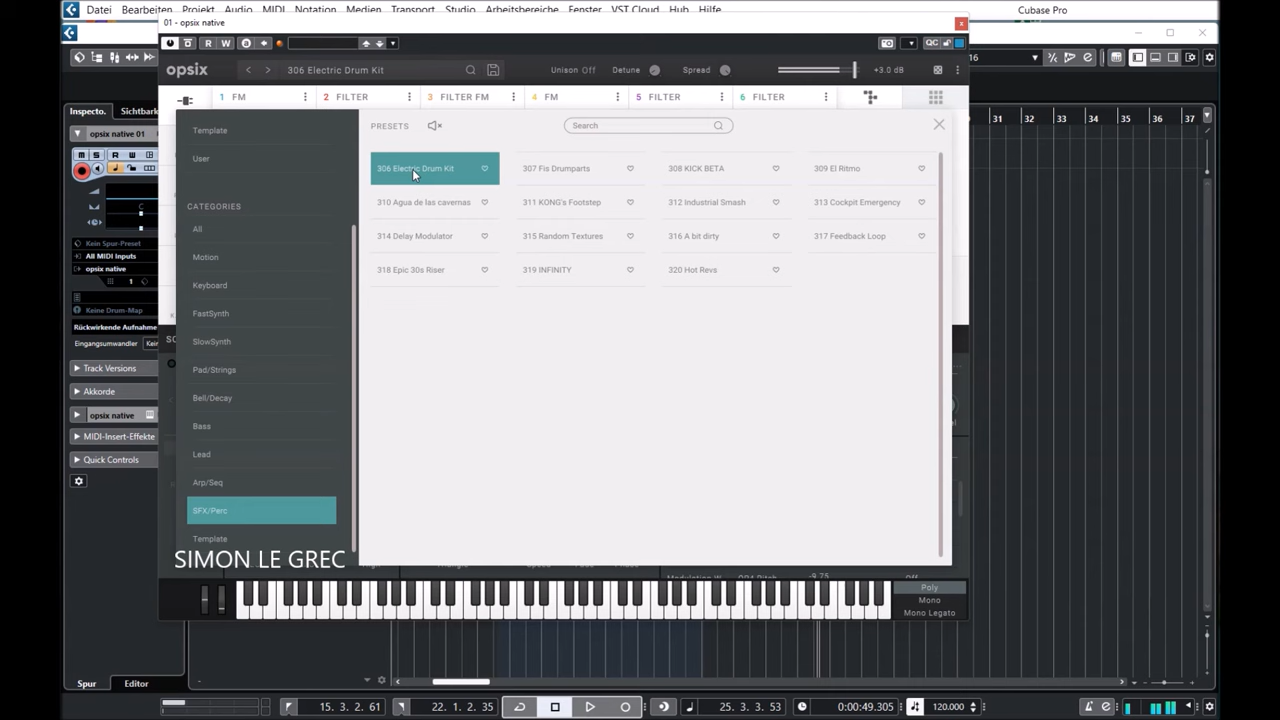 Datei Bearbeiten Projekt Audio MIDI Notation Medien Transport Studio Arbeitsbereiche Fenster VST Cloud Hub Hilfe Cubase Pro
01 - opsix native
R W QC
opsix 306 Electric Drum Kit Unison Off Detune Spread +3.0 dB
1 FM 2 FILTER 3 FILTER FM 4 FM 5 FILTER 6 FILTER
16
31 32 33 34 35 36 37
Inspecto. Sichtbark
opsix native 01
M S R W
C
Kein Spur-Preset
All MIDI Inputs
opsix native
1
Keine Drum-Map
Rückwirkende Aufnahme
Eingangsumwandler Kein
Track Versions
Akkorde
opsix native
MIDI-Insert-Effekte
Quick Controls
Template
User
CATEGORIES
All
Motion
Keyboard
FastSynth
SlowSynth
Pad/Strings
Bell/Decay
Bass
Lead
Arp/Seq
SFX/Perc
Template
PRESETS Search
306 Electric Drum Kit 307 Fis Drumparts 308 KICK BETA 309 El Ritmo
310 Agua de las cavernas 311 KONG's Footstep 312 Industrial Smash 313 Cockpit Emergency
314 Delay Modulator 315 Random Textures 316 A bit dirty 317 Feedback Loop
318 Epic 30s Riser 319 INFINITY 320 Hot Revs
SIMON LE GREC
Poly
Mono
Mono Legato
Spur Editor
15. 3. 2. 61 22. 1. 2. 35 25. 3. 3. 53 0:00:49.305 120.000